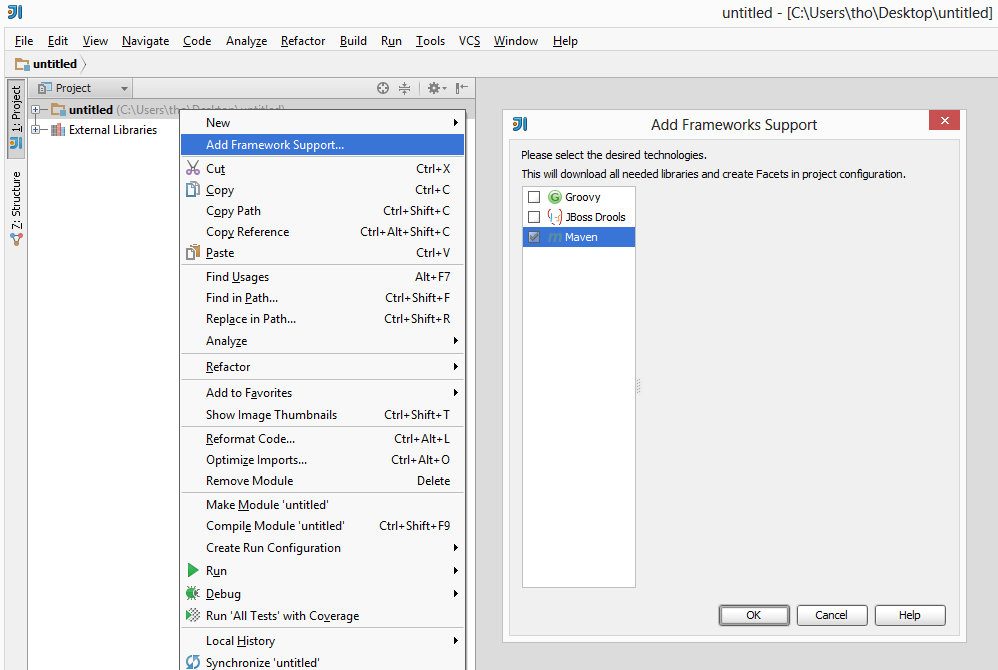 untitled - [C:\Users\tho\Desktop\untitled]
File Edit View Navigate Code Analyze Refactor Build Run Tools VCS Window Help
untitled
1: Project
Z: Structure
Project
untitled (C:\Users\tho\Desktop\untitled)
External Libraries
New
Add Framework Support...
Cut Ctrl+X
Copy Ctrl+C
Copy Path Ctrl+Shift+C
Copy Reference Ctrl+Alt+Shift+C
Paste Ctrl+V
Find Usages Alt+F7
Find in Path... Ctrl+Shift+F
Replace in Path... Ctrl+Shift+R
Analyze
Refactor
Add to Favorites
Show Image Thumbnails Ctrl+Shift+T
Reformat Code... Ctrl+Alt+L
Optimize Imports... Ctrl+Alt+O
Remove Module Delete
Make Module 'untitled'
Compile Module 'untitled' Ctrl+Shift+F9
Create Run Configuration
Run
Debug
Run 'All Tests' with Coverage
Local History
Synchronize 'untitled'
Add Frameworks Support
Please select the desired technologies.
This will download all needed libraries and create Facets in project configuration.
Groovy
JBoss Drools
Maven
OK Cancel Help